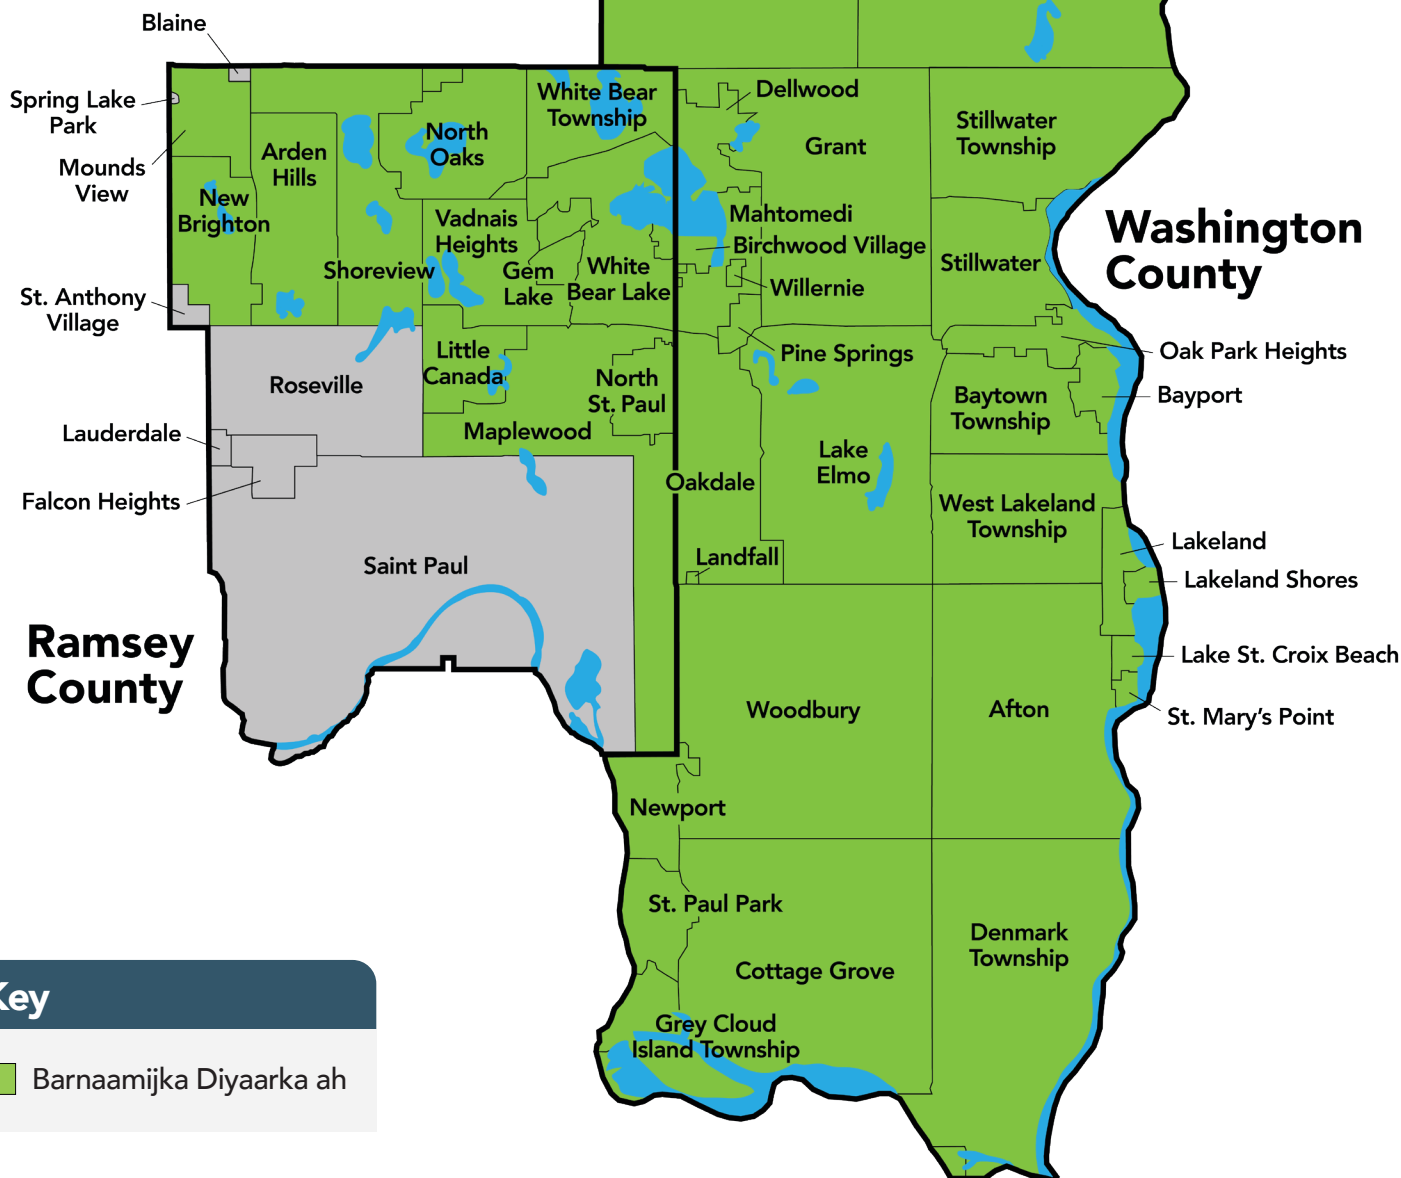 Blaine
Spring Lake
Park
Mounds
View
New
Brighton
Arden
Hills
North
Oaks
White Bear
Township
Vadnais
Heights
Shoreview
Gem
Lake
White
Bear Lake
St. Anthony
Village
Roseville
Little
Canada
North
St. Paul
Maplewood
Lauderdale
Falcon Heights
Saint Paul
Ramsey
County
Dellwood
Grant
Stillwater
Township
Mahtomedi
Birchwood Village
Willernie
Stillwater
Washington
County
Pine Springs
Oak Park Heights
Baytown
Township
Bayport
Lake
Elmo
Oakdale
West Lakeland
Township
Landfall
Lakeland
Lakeland Shores
Lake St. Croix Beach
St. Mary's Point
Woodbury
Afton
Newport
St. Paul Park
Cottage Grove
Denmark
Township
Grey Cloud
Island Township
Key
Barnaamijka Diyaarka ah